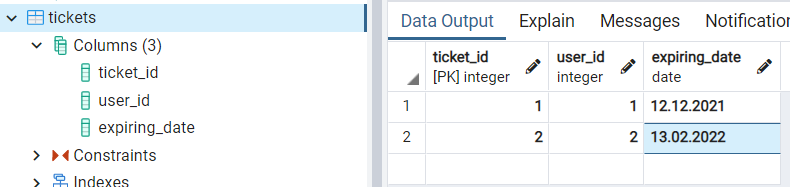 tickets
Columns (3)
ticket_id
user_id
expiring_date
Constraints
Indexes
Data Output Explain Messages Notification
ticket_id user_id expiring_date
[PK] integer integer date
1 1 1 12.12.2021
2 2 2 13.02.2022